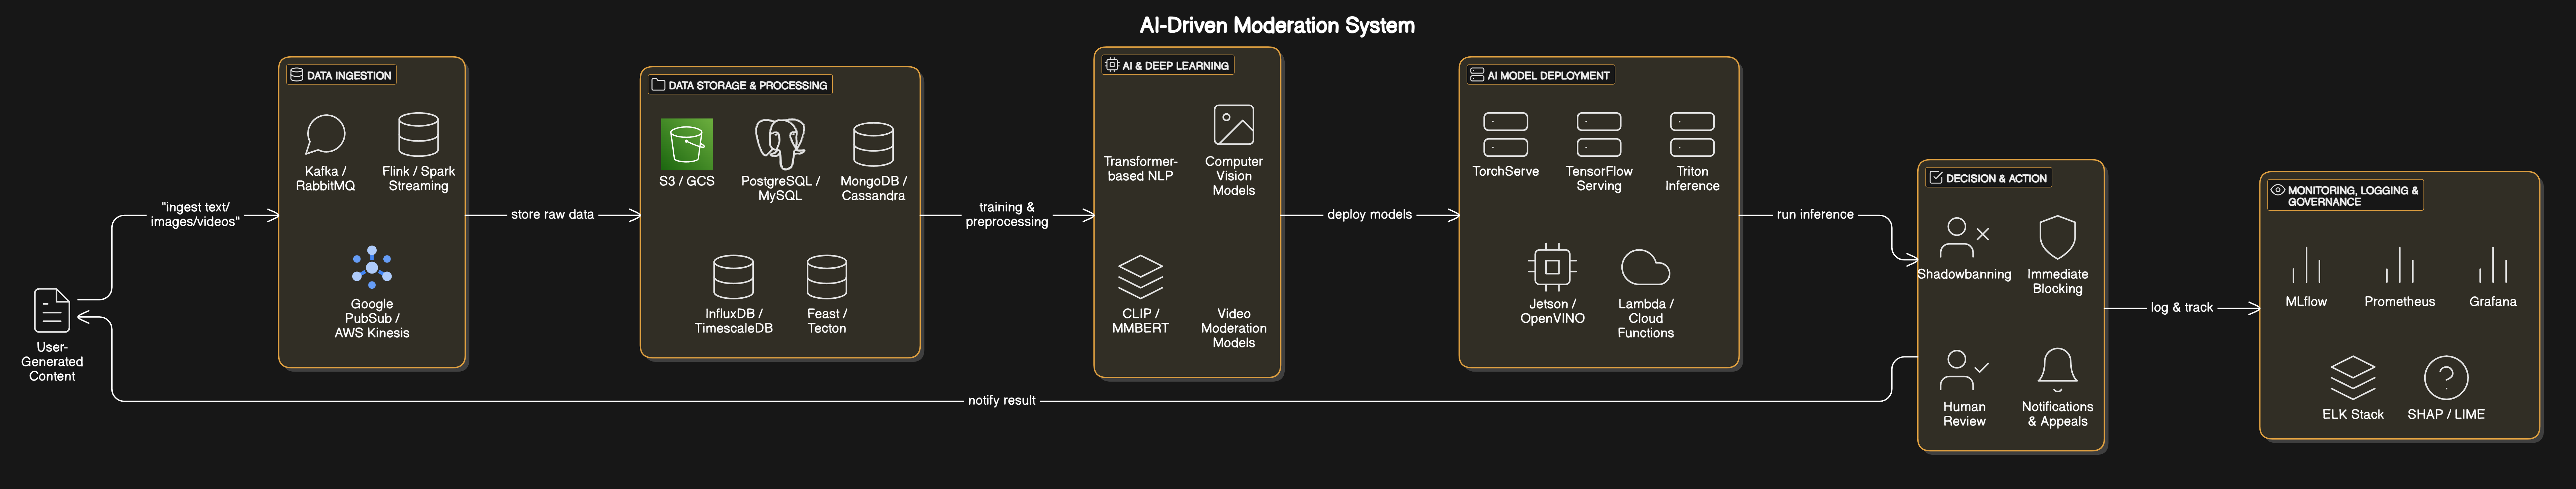 AI-Driven Moderation System
DATA INGESTION
Kafka /
RabbitMQ
Flink / Spark
Streaming
Google
PubSub /
AWS Kinesis
DATA STORAGE & PROCESSING
S3 / GCS
PostgreSQL /
MySQL
MongoDB /
Cassandra
InfluxDB /
TimescaleDB
Feast /
Tecton
AI & DEEP LEARNING
Transformer-
based NLP
Computer
Vision
Models
CLIP /
MMBERT
Video
Moderation
Models
AI MODEL DEPLOYMENT
TorchServe
TensorFlow
Serving
Triton
Inference
Jetson /
OpenVINO
Lambda /
Cloud
Functions
DECISION & ACTION
Shadowbanning
Immediate
Blocking
Human
Review
Notifications
& Appeals
MONITORING, LOGGING &
GOVERNANCE
MLflow
Prometheus
Grafana
ELK Stack
SHAP / LIME
User-
Generated
Content
"ingest text/
images/videos"
store raw data
training &
preprocessing
deploy models
run inference
log & track
notify result